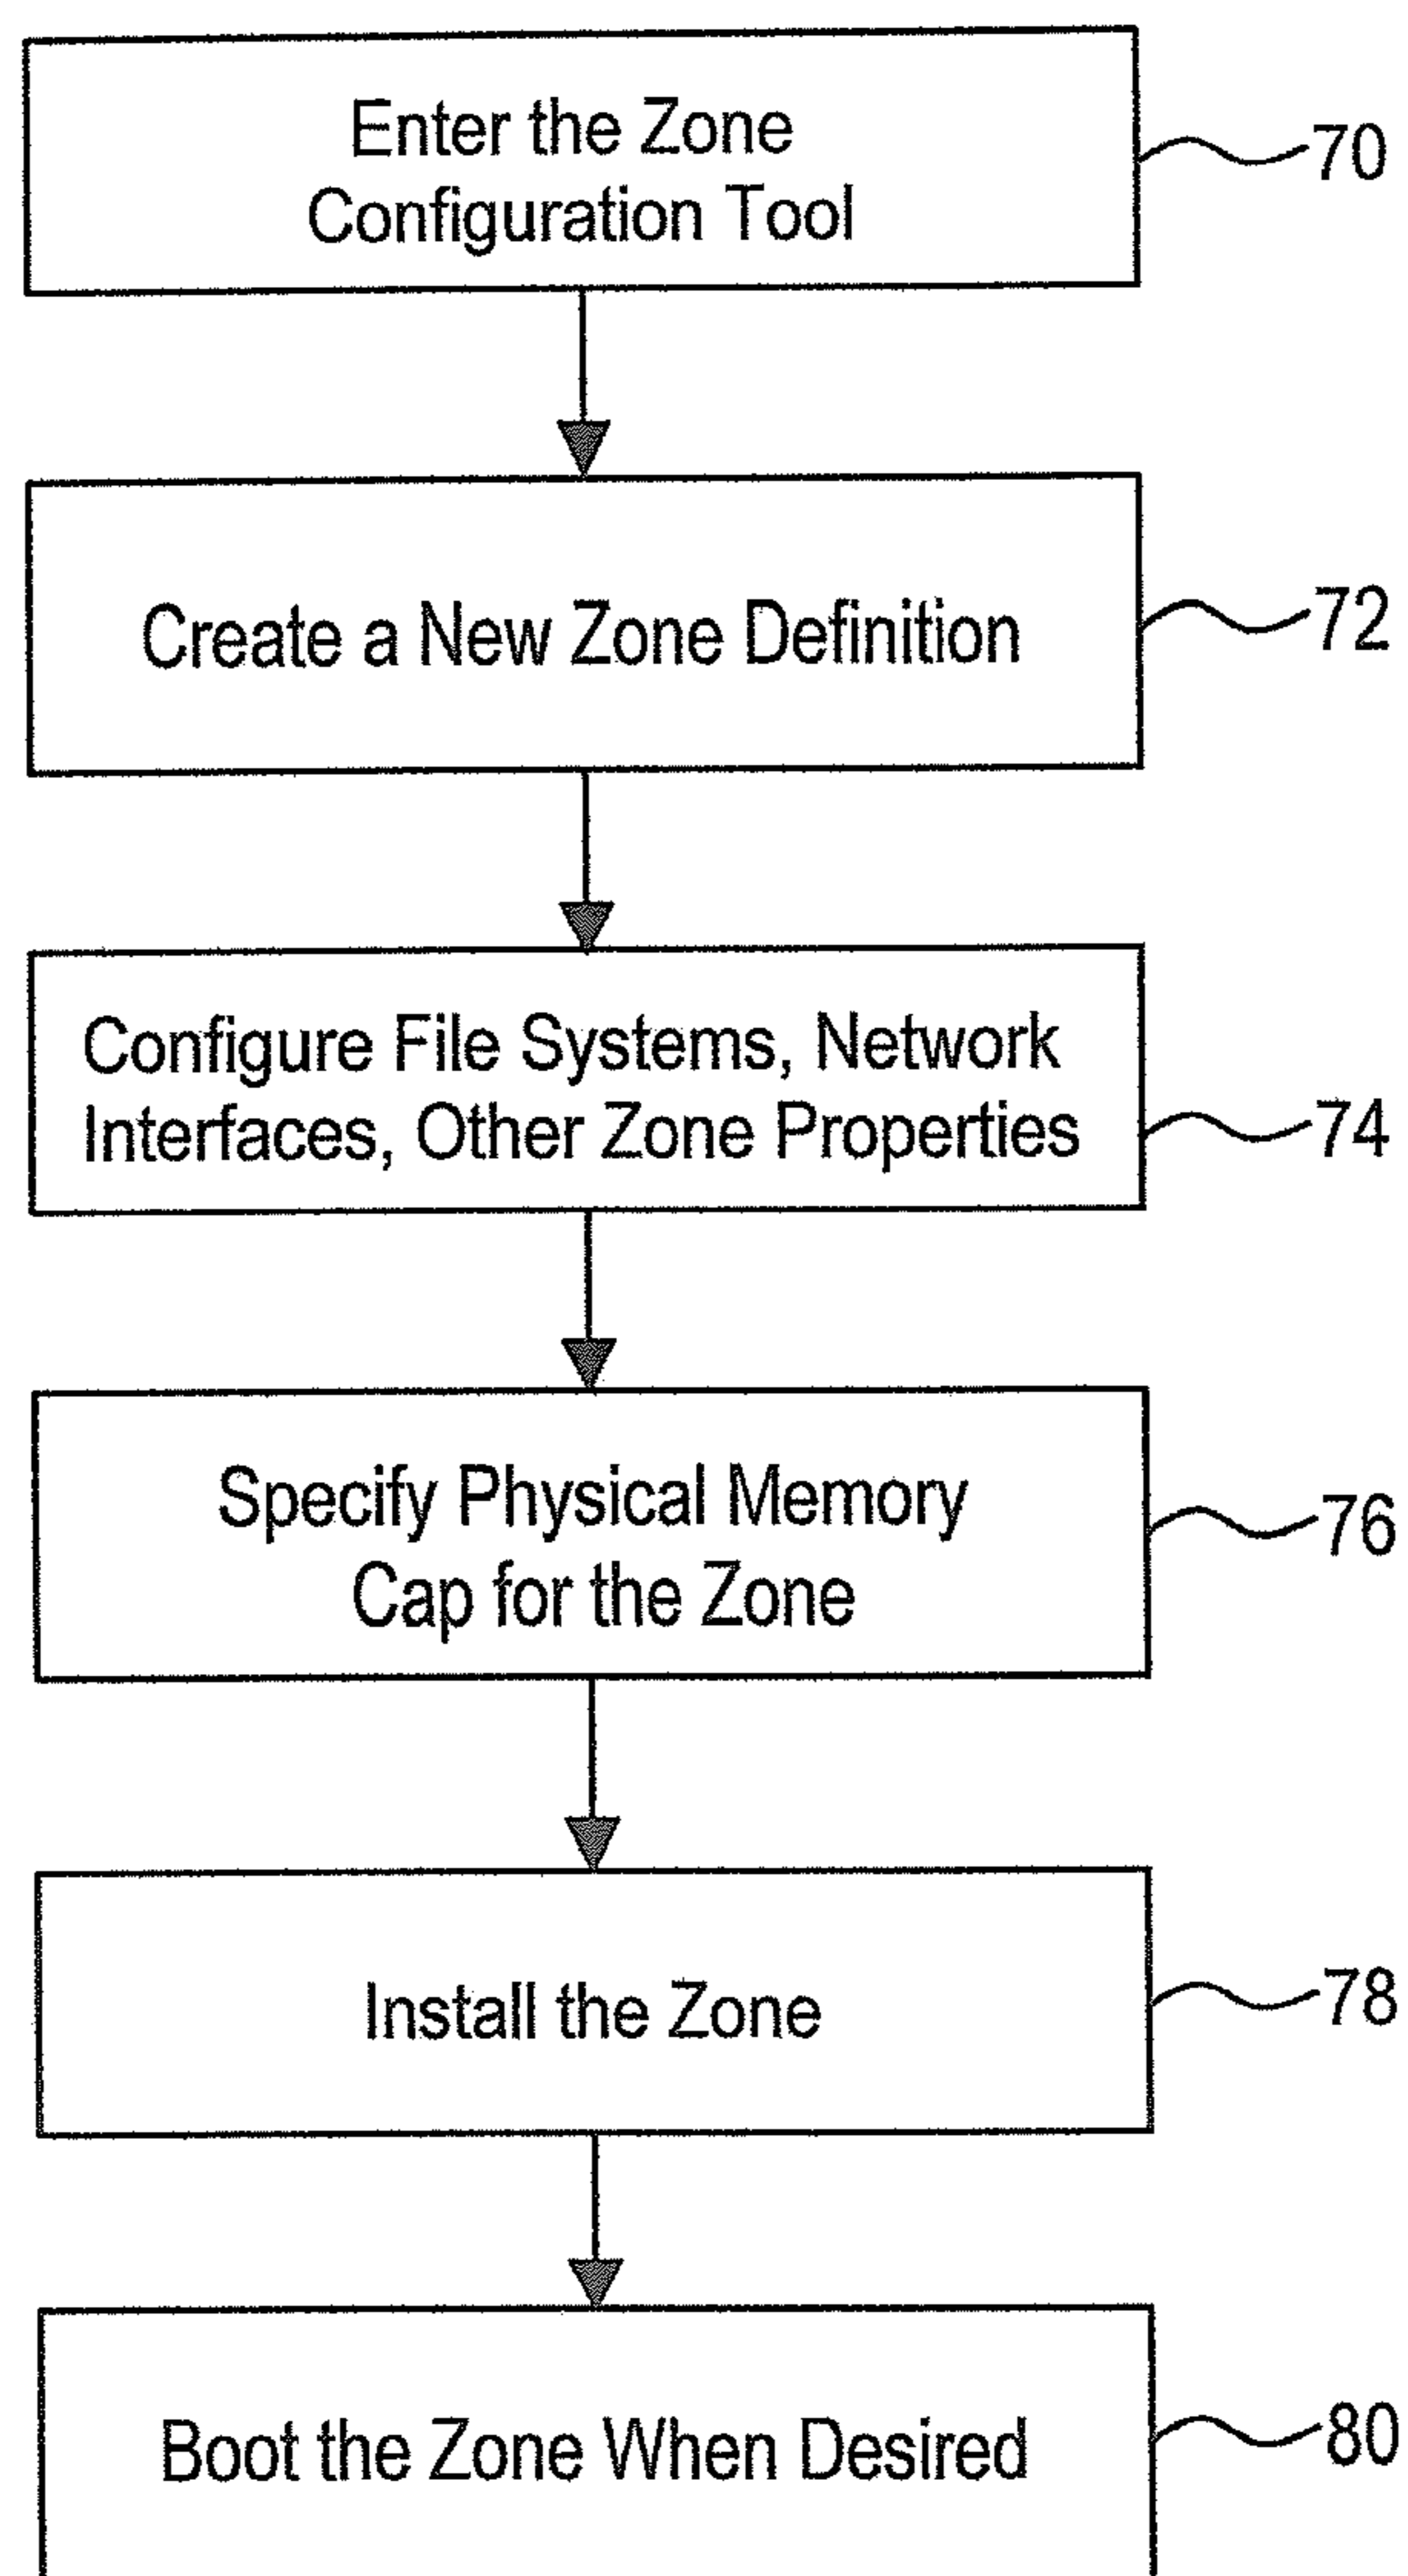 Enter the Zone
Configuration Tool
70
Create a New Zone Definition
72
Configure File Systems, Network
Interfaces, Other Zone Properties
74
Specify Physical Memory
Cap for the Zone
76
Install the Zone
78
Boot the Zone When Desired
80